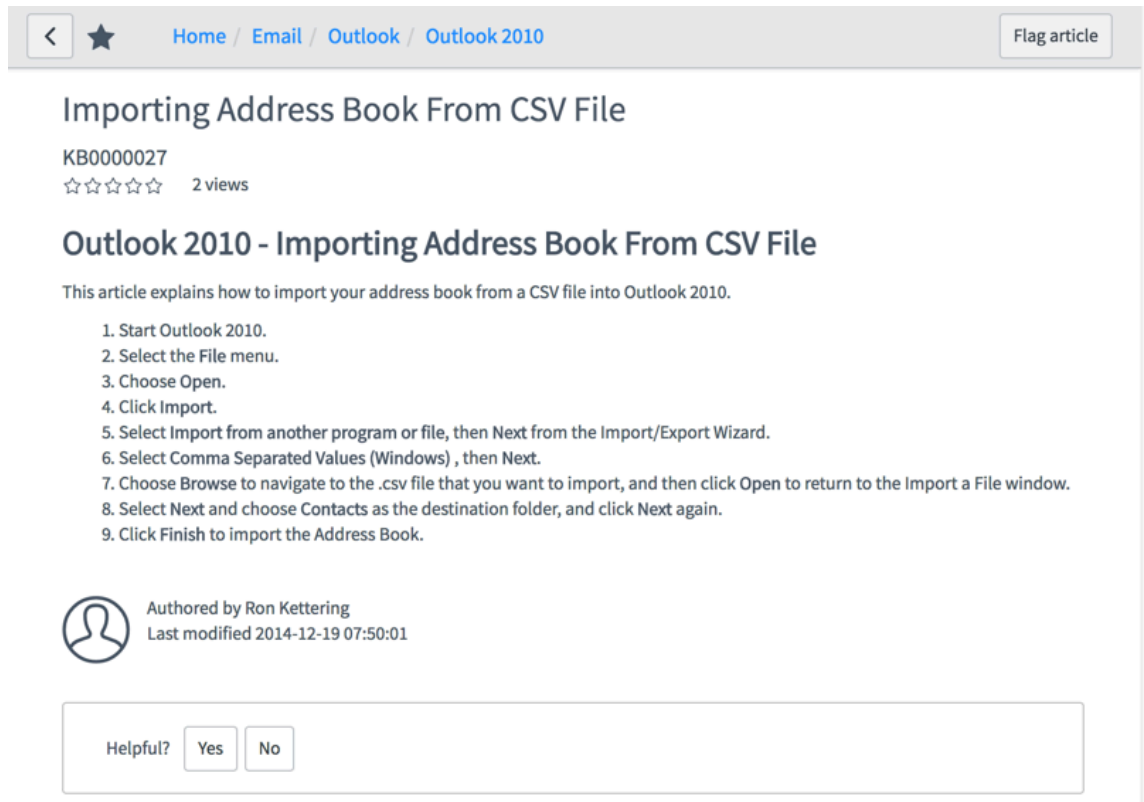 Home / Email / Outlook / Outlook 2010 Flag article
Importing Address Book From CSV File
KB0000027
2 views
Outlook 2010 - Importing Address Book From CSV File
This article explains how to import your address book from a CSV file into Outlook 2010.
1. Start Outlook 2010.
2. Select the File menu.
3. Choose Open.
4. Click Import.
5. Select Import from another program or file, then Next from the Import/Export Wizard.
6. Select Comma Separated Values (Windows) , then Next.
7. Choose Browse to navigate to the .csv file that you want to import, and then click Open to return to the Import a File window.
8. Select Next and choose Contacts as the destination folder, and click Next again.
9. Click Finish to import the Address Book.
Authored by Ron Kettering
Last modified 2014-12-19 07:50:01
Helpful? Yes No